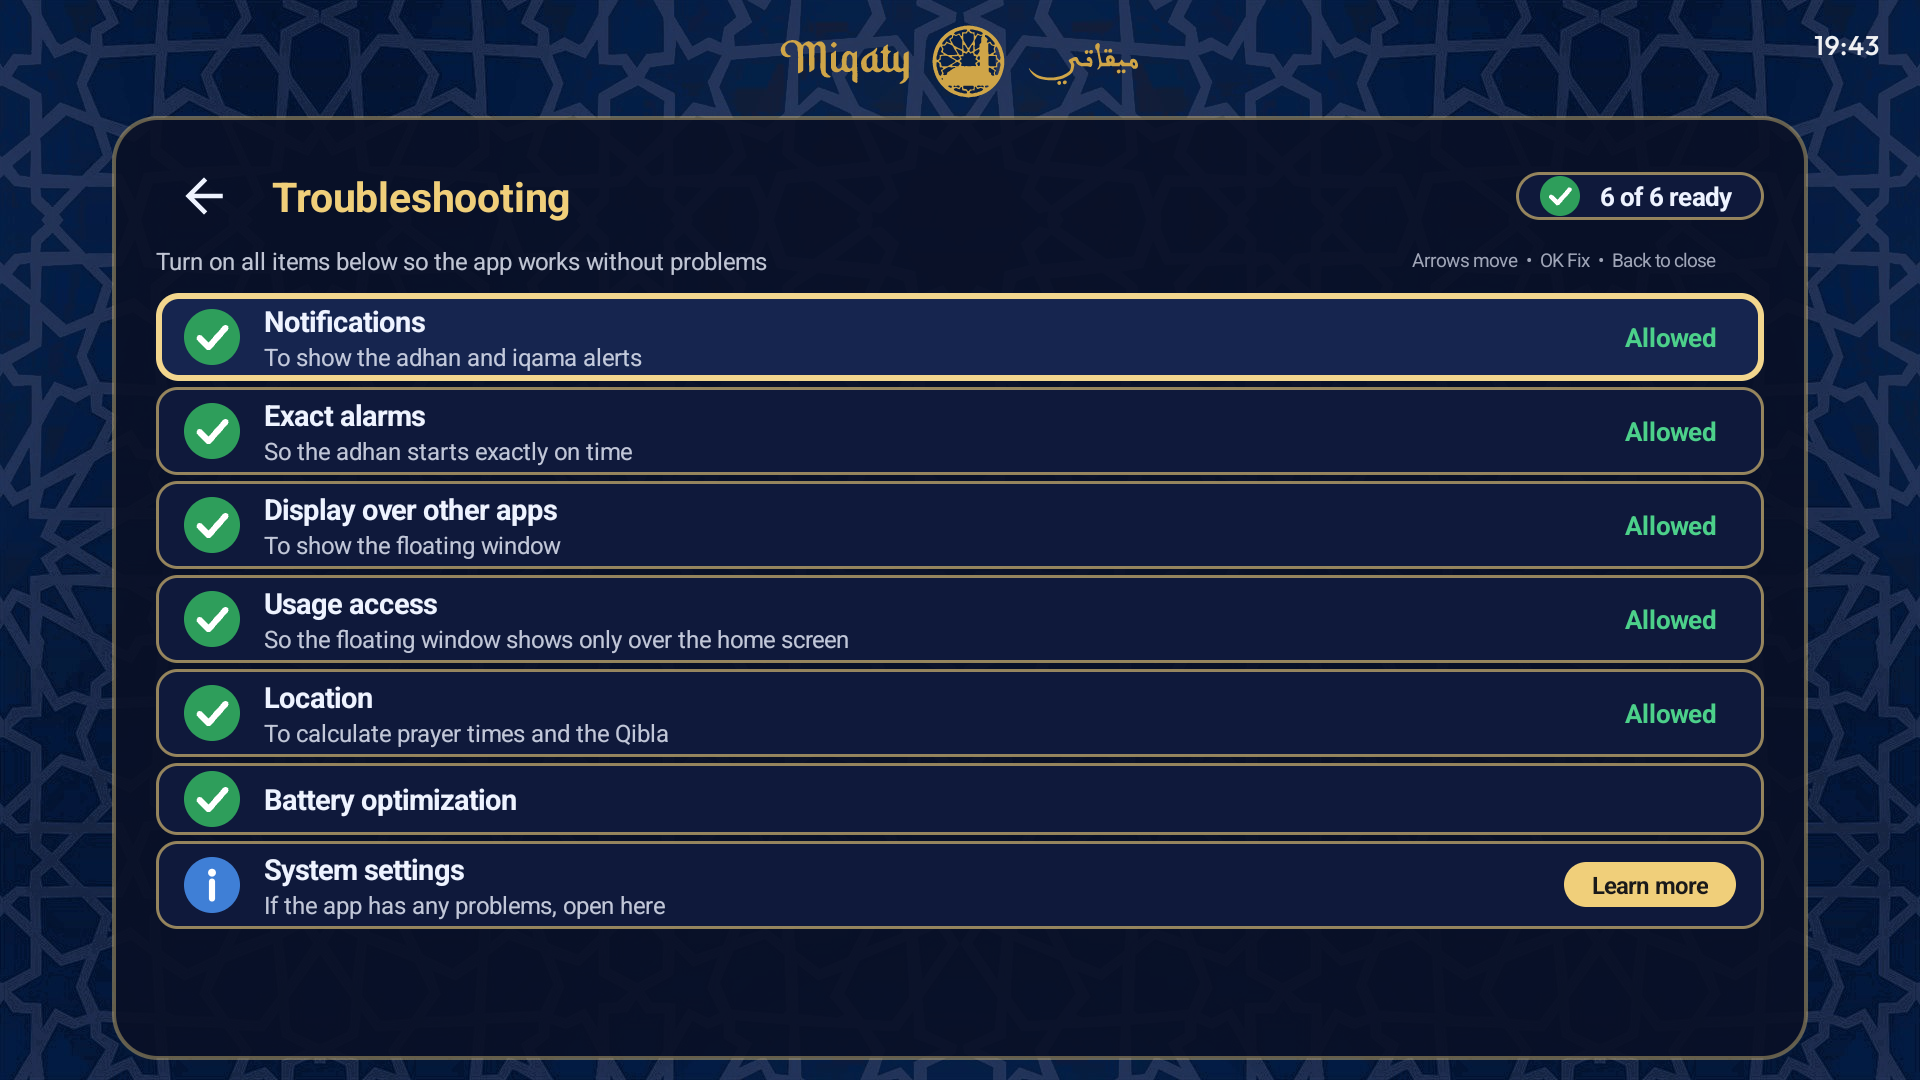 Miqaty ميقاتي
19:43
Troubleshooting
6 of 6 ready
Turn on all items below so the app works without problems
Arrows move • OK Fix • Back to close
Notifications
To show the adhan and iqama alerts
Allowed
Exact alarms
So the adhan starts exactly on time
Allowed
Display over other apps
To show the floating window
Allowed
Usage access
So the floating window shows only over the home screen
Allowed
Location
To calculate prayer times and the Qibla
Allowed
Battery optimization
System settings
If the app has any problems, open here
Learn more